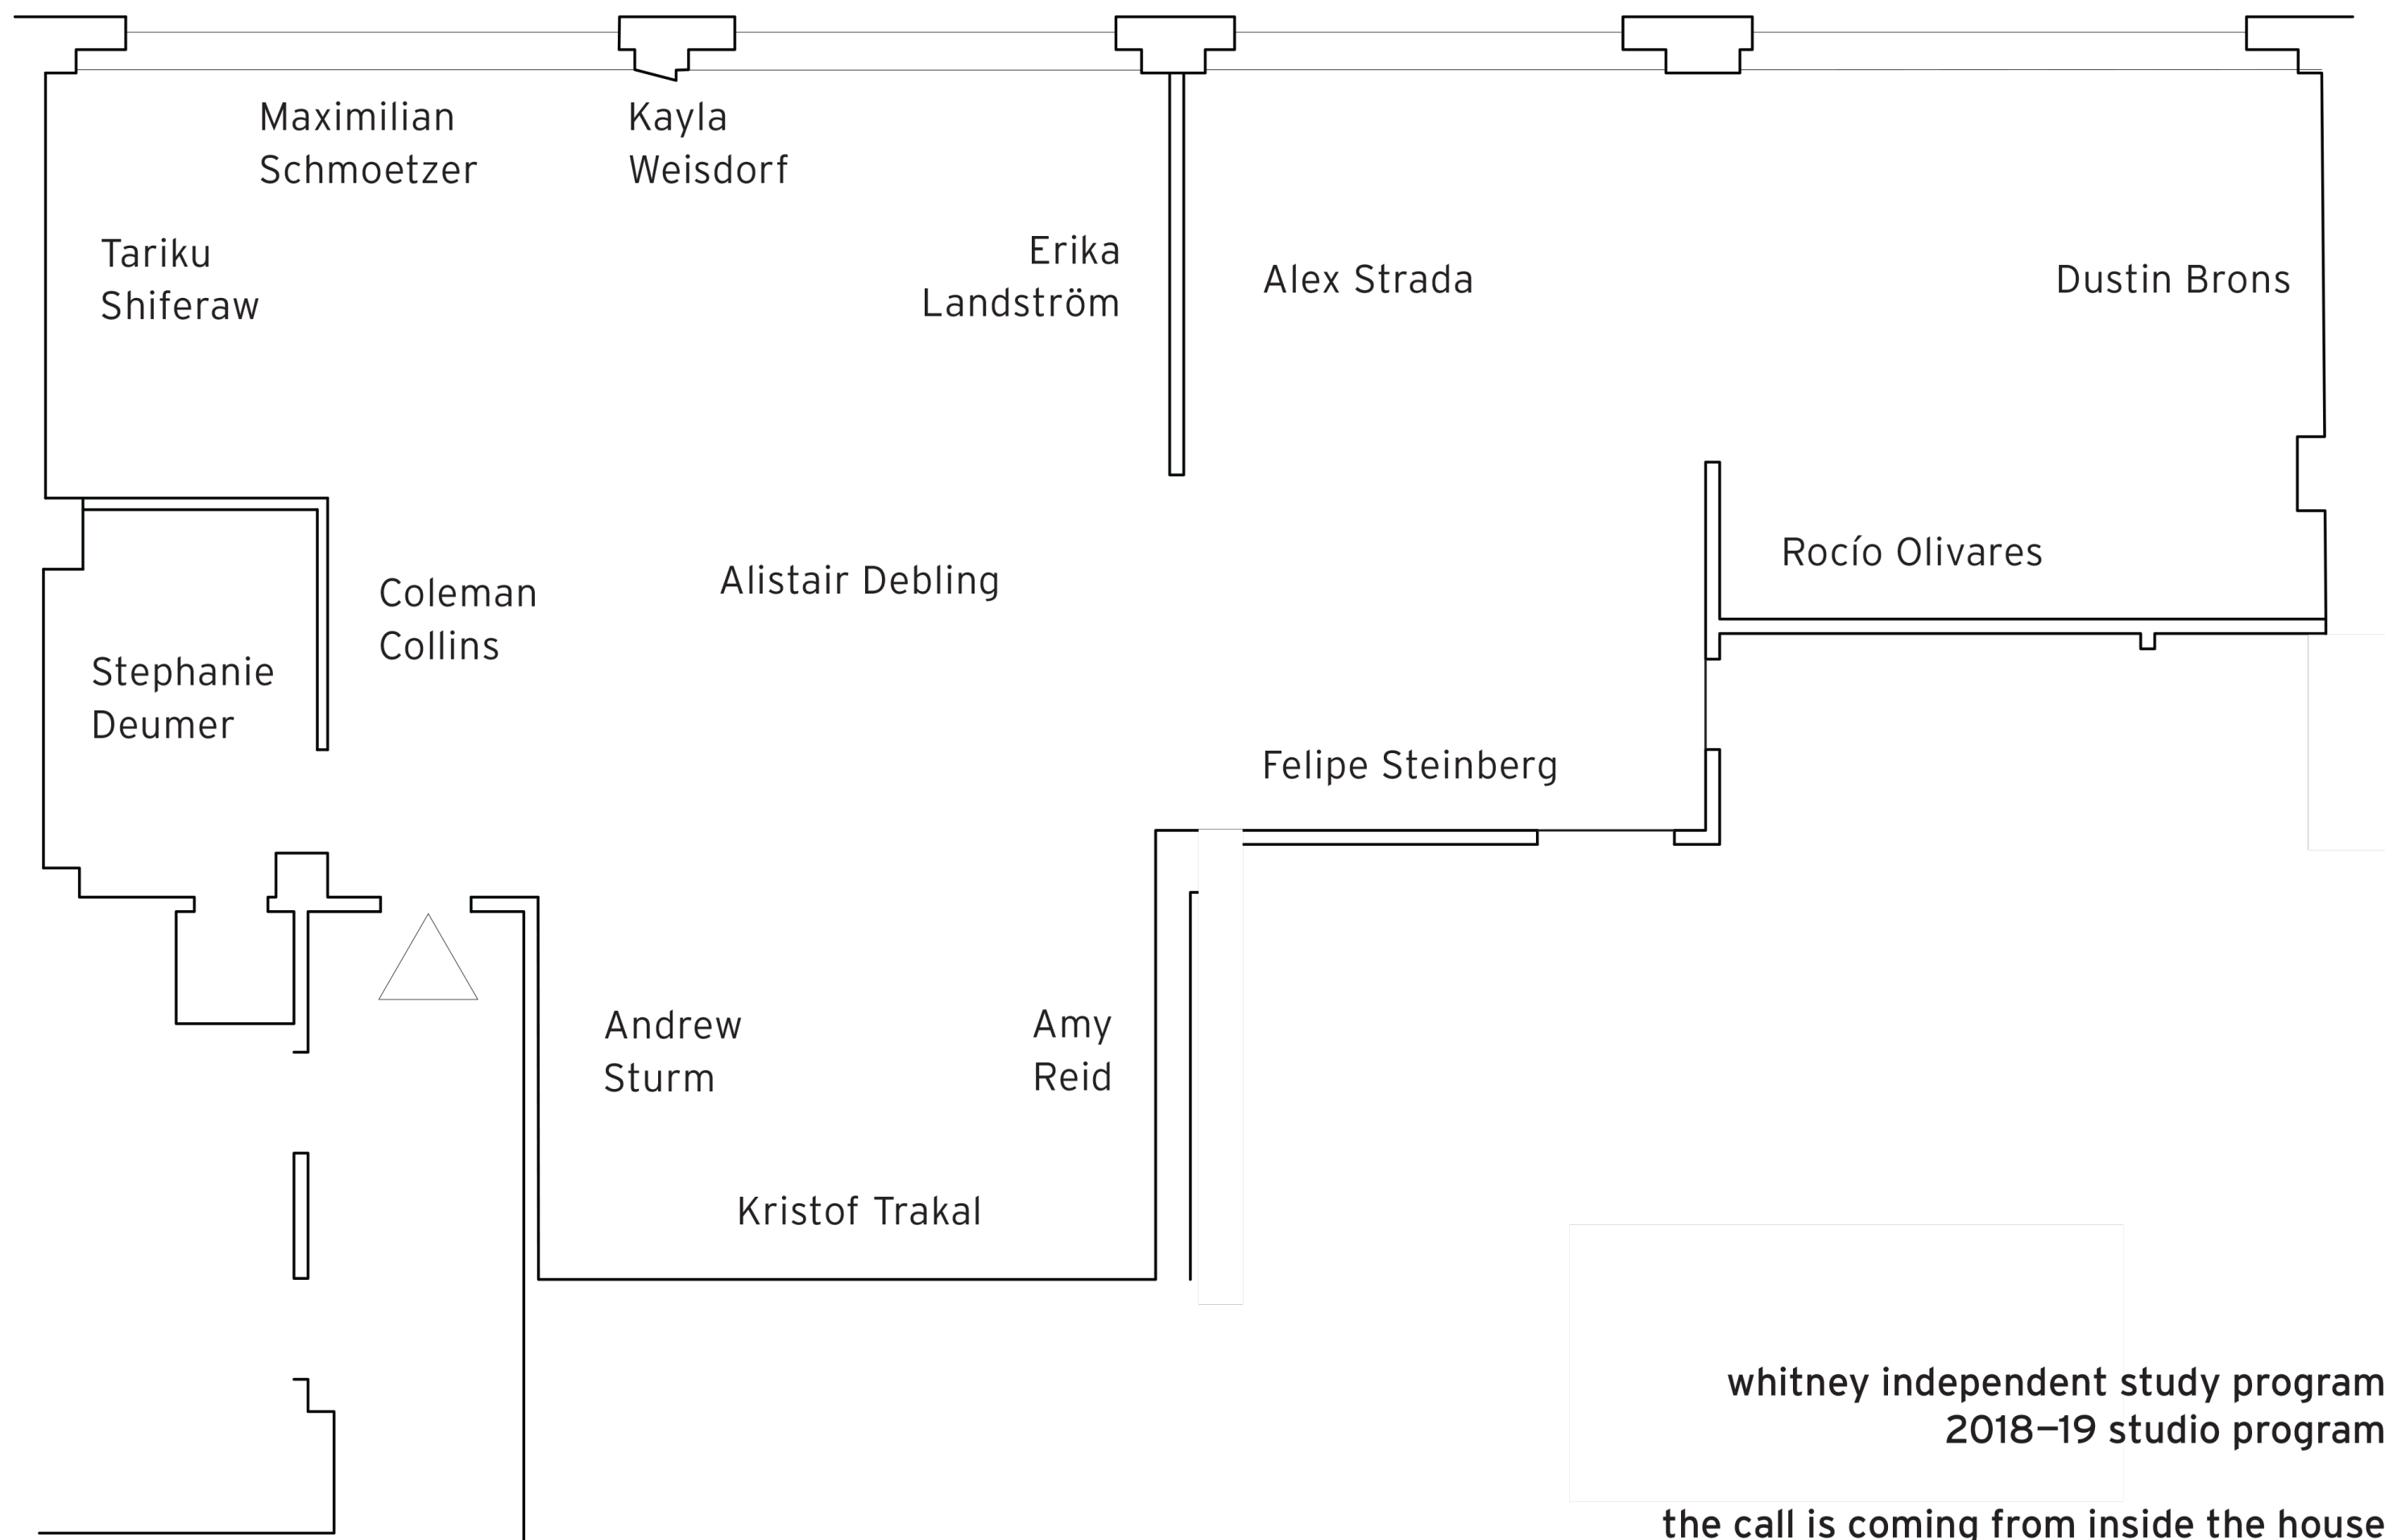 Maximilian
Schmoetzer
Kayla
Weisdorf
Tariku
Shiferaw
Erika
Landström
Alex Strada
Dustin Brons
Rocío Olivares
Coleman
Collins
Alistair Debling
Stephanie
Deumer
Felipe Steinberg
Andrew
Sturm
Amy
Reid
Kristof Trakal
whitney independent study program
2018–19 studio program
the call is coming from inside the house